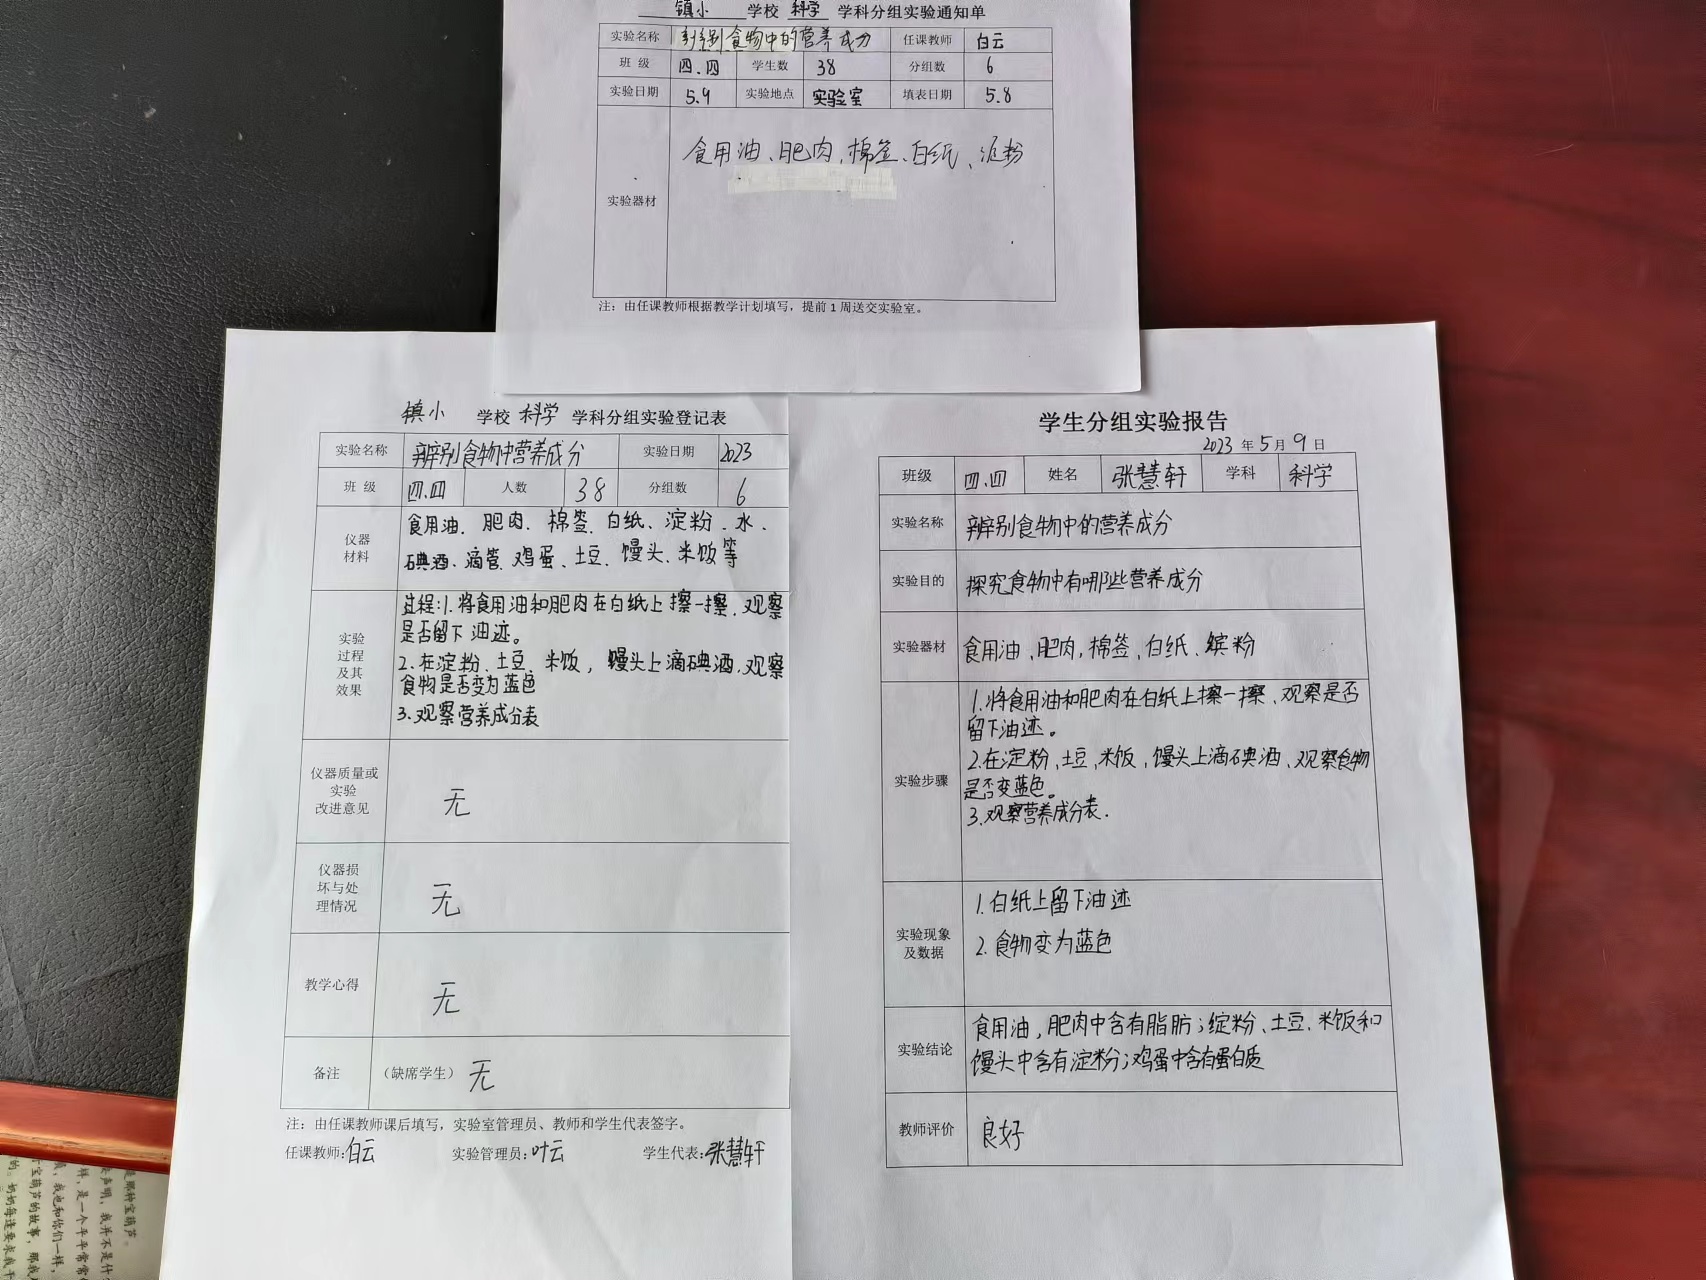 镇小 学校 科学 学科分组实验通知单
实验名称 辨别食物中的营养成分 任课教师 白云
班 级 四.四 学生数 38 分组数 6
实验日期 5.9 实验地点 实验室 填表日期 5.8
实验器材 食用油、肥肉、棉签、白纸、淀粉
注：由任课教师根据教学计划填写，提前 1 周送交实验室。
镇小 学校 科学 学科分组实验登记表
实验名称 辨别食物中营养成分 实验日期 2023
班 级 四.四 人数 38 分组数 6
仪器
材料
食用油、肥肉、棉签、白纸、淀粉、水、
碘酒、滴管、鸡蛋、土豆、馒头、米饭等
实验
过程
及其
效果
过程:1.将食用油和肥肉在白纸上擦一擦,观察
是否留下油迹。
2.在淀粉、土豆、米饭，馒头上滴碘酒,观察
食物是否变为蓝色
3.观察营养成分表
仪器质量或
实验
改进意见
无
仪器损
坏与处
理情况
无
教学心得 无
备注 （缺席学生）无
注：由任课教师课后填写，实验室管理员、教师和学生代表签字。
任课教师:白云 实验管理员:叶云 学生代表:张慧轩
学生分组实验报告
2023 年 5 月 9 日
班级 四.四 姓名 张慧轩 学科 科学
实验名称 辨别食物中的营养成分
实验目的 探究食物中有哪些营养成分
实验器材 食用油、肥肉、棉签、白纸、缤粉
实验步骤
1.将食用油和肥肉在白纸上擦一擦、观察是否
留下油迹。
2.在淀粉、土豆、米饭，馒头上滴碘酒、观察食物
是否变蓝色。
3.观察营养成分表.
实验现象
及数据
1.白纸上留下油迹
2.食物变为蓝色
实验结论
食用油，肥肉中含有脂肪；绽粉、土豆、米饭和
馒头中含有淀粉；鸡蛋中含有蛋白质
教师评价 良好